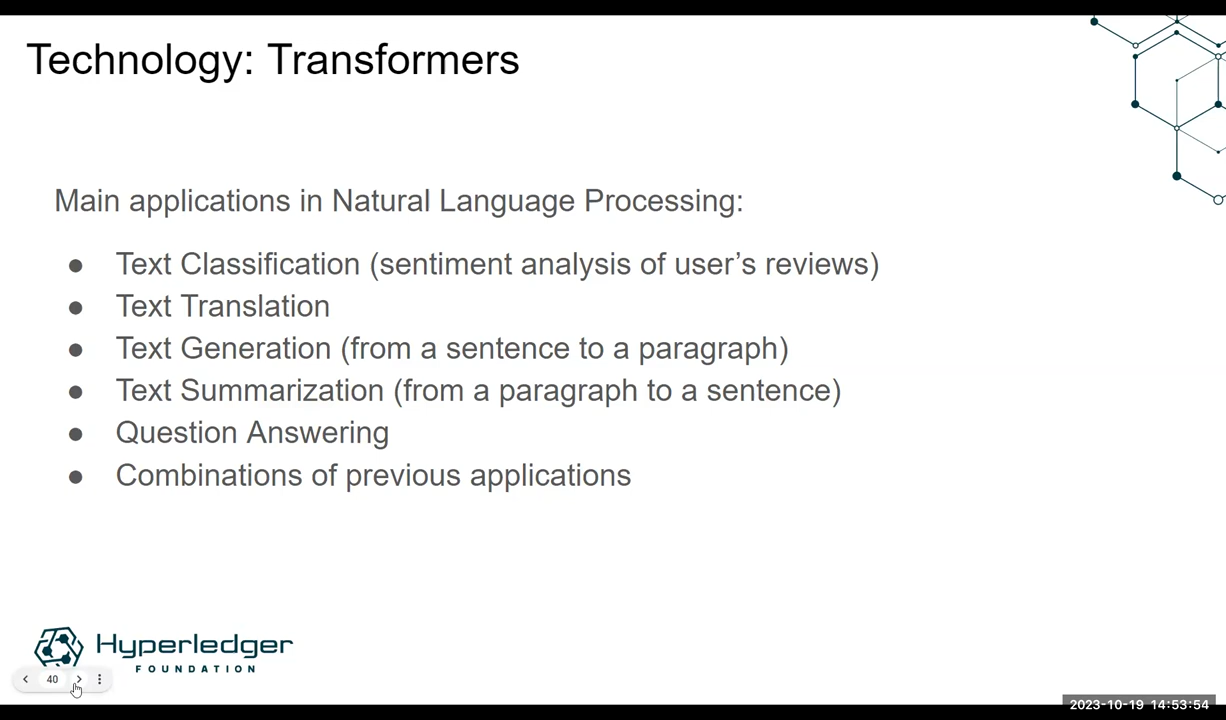 Technology: Transformers
Main applications in Natural Language Processing:
● Text Classification (sentiment analysis of user’s reviews)
● Text Translation
● Text Generation (from a sentence to a paragraph)
● Text Summarization (from a paragraph to a sentence)
● Question Answering
● Combinations of previous applications
Hyperledger
FOUNDATION
40
2023-10-19 14:53:54